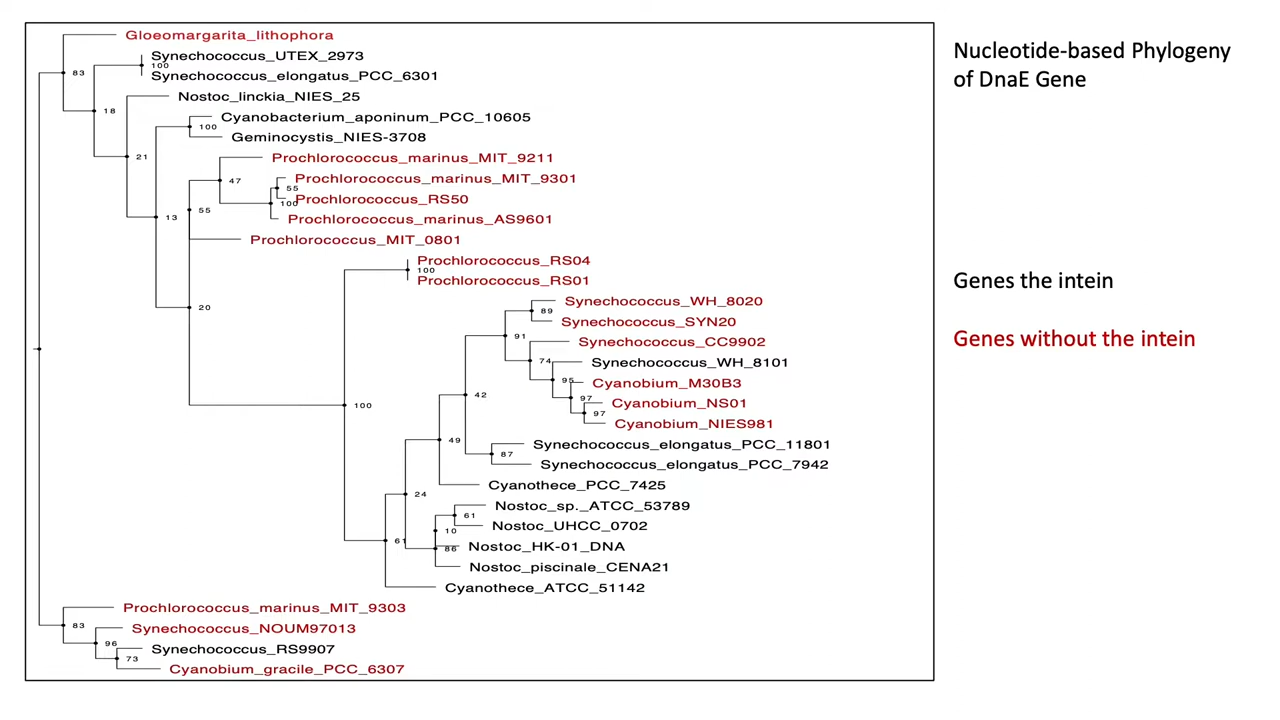 Gloeomargarita_lithophora
83
Synechococcus_UTEX_2973
100
Synechococcus_elongatus_PCC_6301
18
Nostoc_linckia_NIES_25
21
Cyanobacterium_aponinum_PCC_10605
100
Geminocystis_NIES-3708
13
Prochlorococcus_marinus_MIT_9211
47
Prochlorococcus_marinus_MIT_9301
55
Prochlorococcus_RS50
100
55
Prochlorococcus_marinus_AS9601
Prochlorococcus_MIT_0801
20
Prochlorococcus_RS04
100
Prochlorococcus_RS01
Synechococcus_WH_8020
89
Synechococcus_SYN20
91
Synechococcus_CC9902
74
Synechococcus_WH_8101
95
Cyanobium_M30B3
97
Cyanobium_NS01
97
Cyanobium_NIES981
42
100
49
Synechococcus_elongatus_PCC_11801
87
Synechococcus_elongatus_PCC_7942
Cyanothece_PCC_7425
24
Nostoc_sp._ATCC_53789
61
Nostoc_UHCC_0702
10
61
Nostoc_HK-01_DNA
86
Nostoc_piscinale_CENA21
Cyanothece_ATCC_51142
Prochlorococcus_marinus_MIT_9303
83
Synechococcus_NOUM97013
96
Synechococcus_RS9907
73
Cyanobium_gracile_PCC_6307
Nucleotide-based Phylogeny
of DnaE Gene
Genes the intein
Genes without the intein